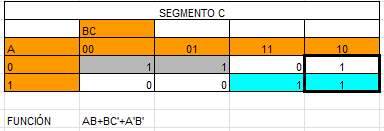 SEGMENTO C
BC
A 00 01 11 10
0 1 1 0 1
1 0 0 1 1
FUNCIÓN AB+BC'+A'B'